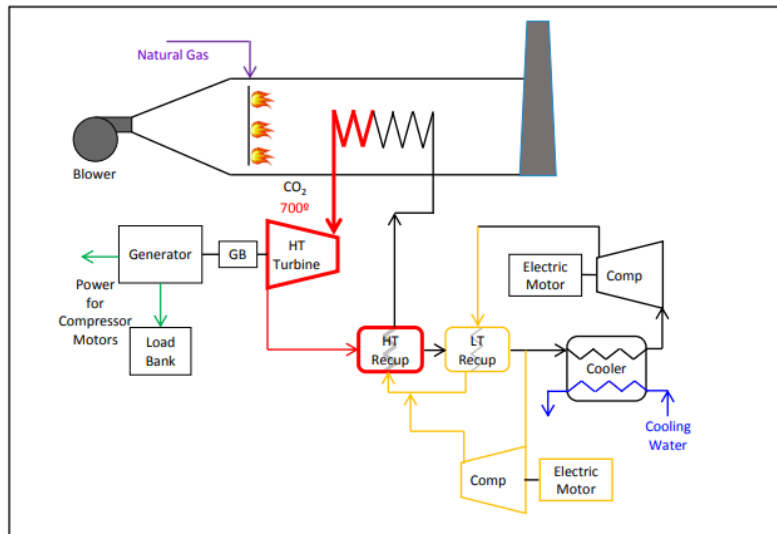 Natural Gas
Blower
CO2
700º
Generator
GB
HT
Turbine
Electric
Motor
Comp
Power
for
Compressor
Motors
Load
Bank
HT
Recup
LT
Recup
Cooler
Cooling
Water
Comp
Electric
Motor